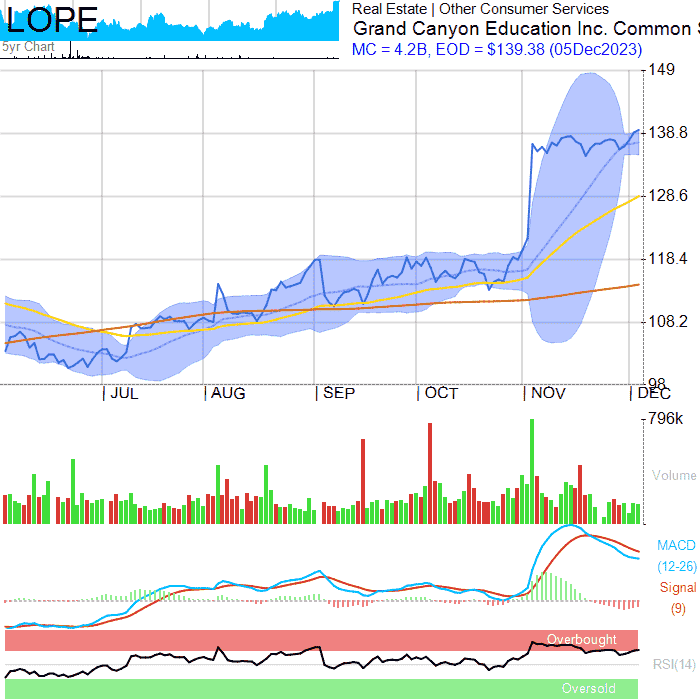 LOPE
5yr Chart
Real Estate | Other Consumer Services
Grand Canyon Education Inc. Common S
MC = 4.2B, EOD = $139.38 (05Dec2023)
149
138.8
128.6
118.4
108.2
98
JUL AUG SEP OCT NOV DEC
796k
Volume
MACD
(12-26)
Signal
(9)
Overbought
RSI(14)
Oversold